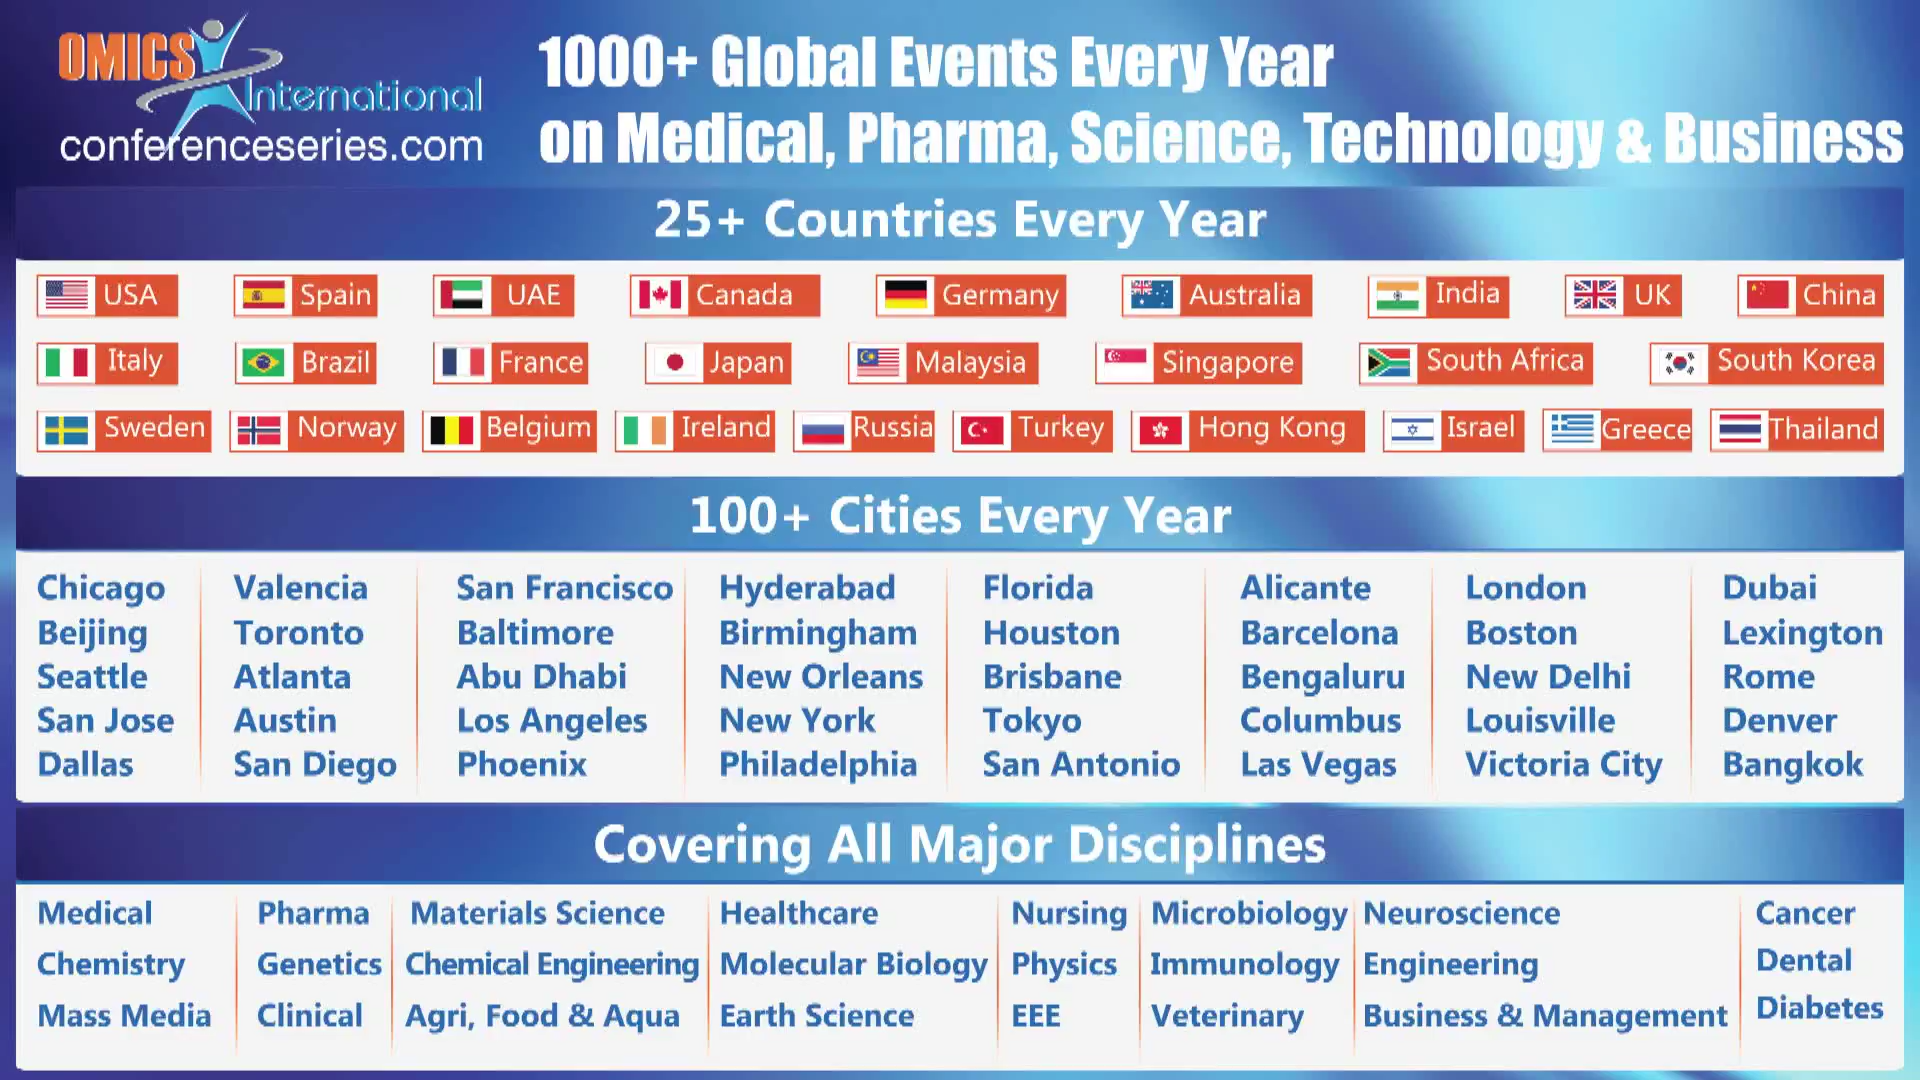 OMICS International
conferenceseries.com
1000+ Global Events Every Year
on Medical, Pharma, Science, Technology & Business
25+ Countries Every Year
USA Spain UAE Canada Germany Australia India UK China
Italy Brazil France Japan Malaysia Singapore South Africa South Korea
Sweden Norway Belgium Ireland Russia Turkey Hong Kong Israel Greece Thailand
100+ Cities Every Year
Chicago Valencia San Francisco Hyderabad Florida Alicante London Dubai
Beijing Toronto Baltimore Birmingham Houston Barcelona Boston Lexington
Seattle Atlanta Abu Dhabi New Orleans Brisbane Bengaluru New Delhi Rome
San Jose Austin Los Angeles New York Tokyo Columbus Louisville Denver
Dallas San Diego Phoenix Philadelphia San Antonio Las Vegas Victoria City Bangkok
Covering All Major Disciplines
Medical Pharma Materials Science Healthcare Nursing Microbiology Neuroscience Cancer
Chemistry Genetics Chemical Engineering Molecular Biology Physics Immunology Engineering Dental
Mass Media Clinical Agri, Food & Aqua Earth Science EEE Veterinary Business & Management Diabetes